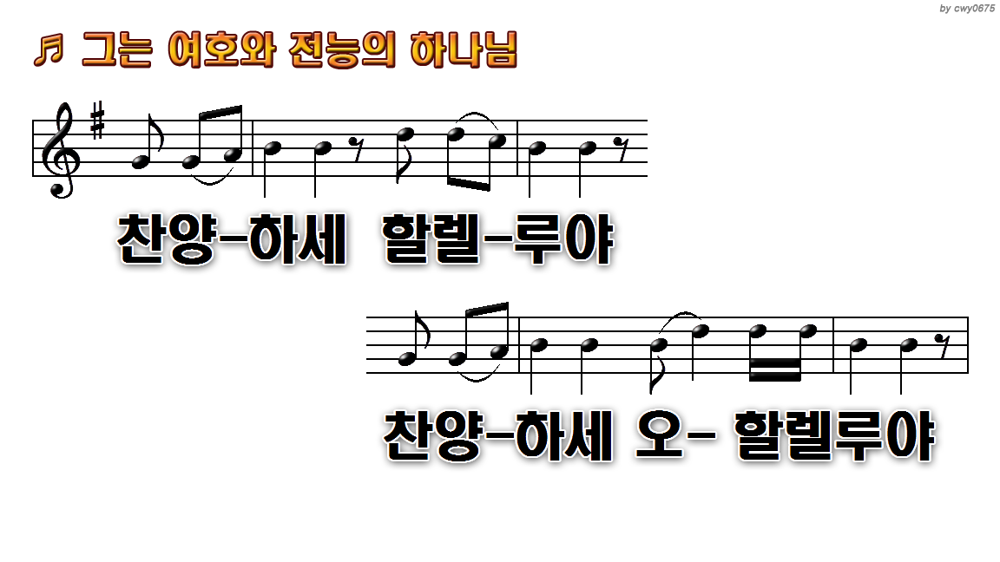 by cwy0675
♬ 그는 여호와 전능의 하나님
찬양-하세 할렐-루야
찬양-하세 오- 할렐루야